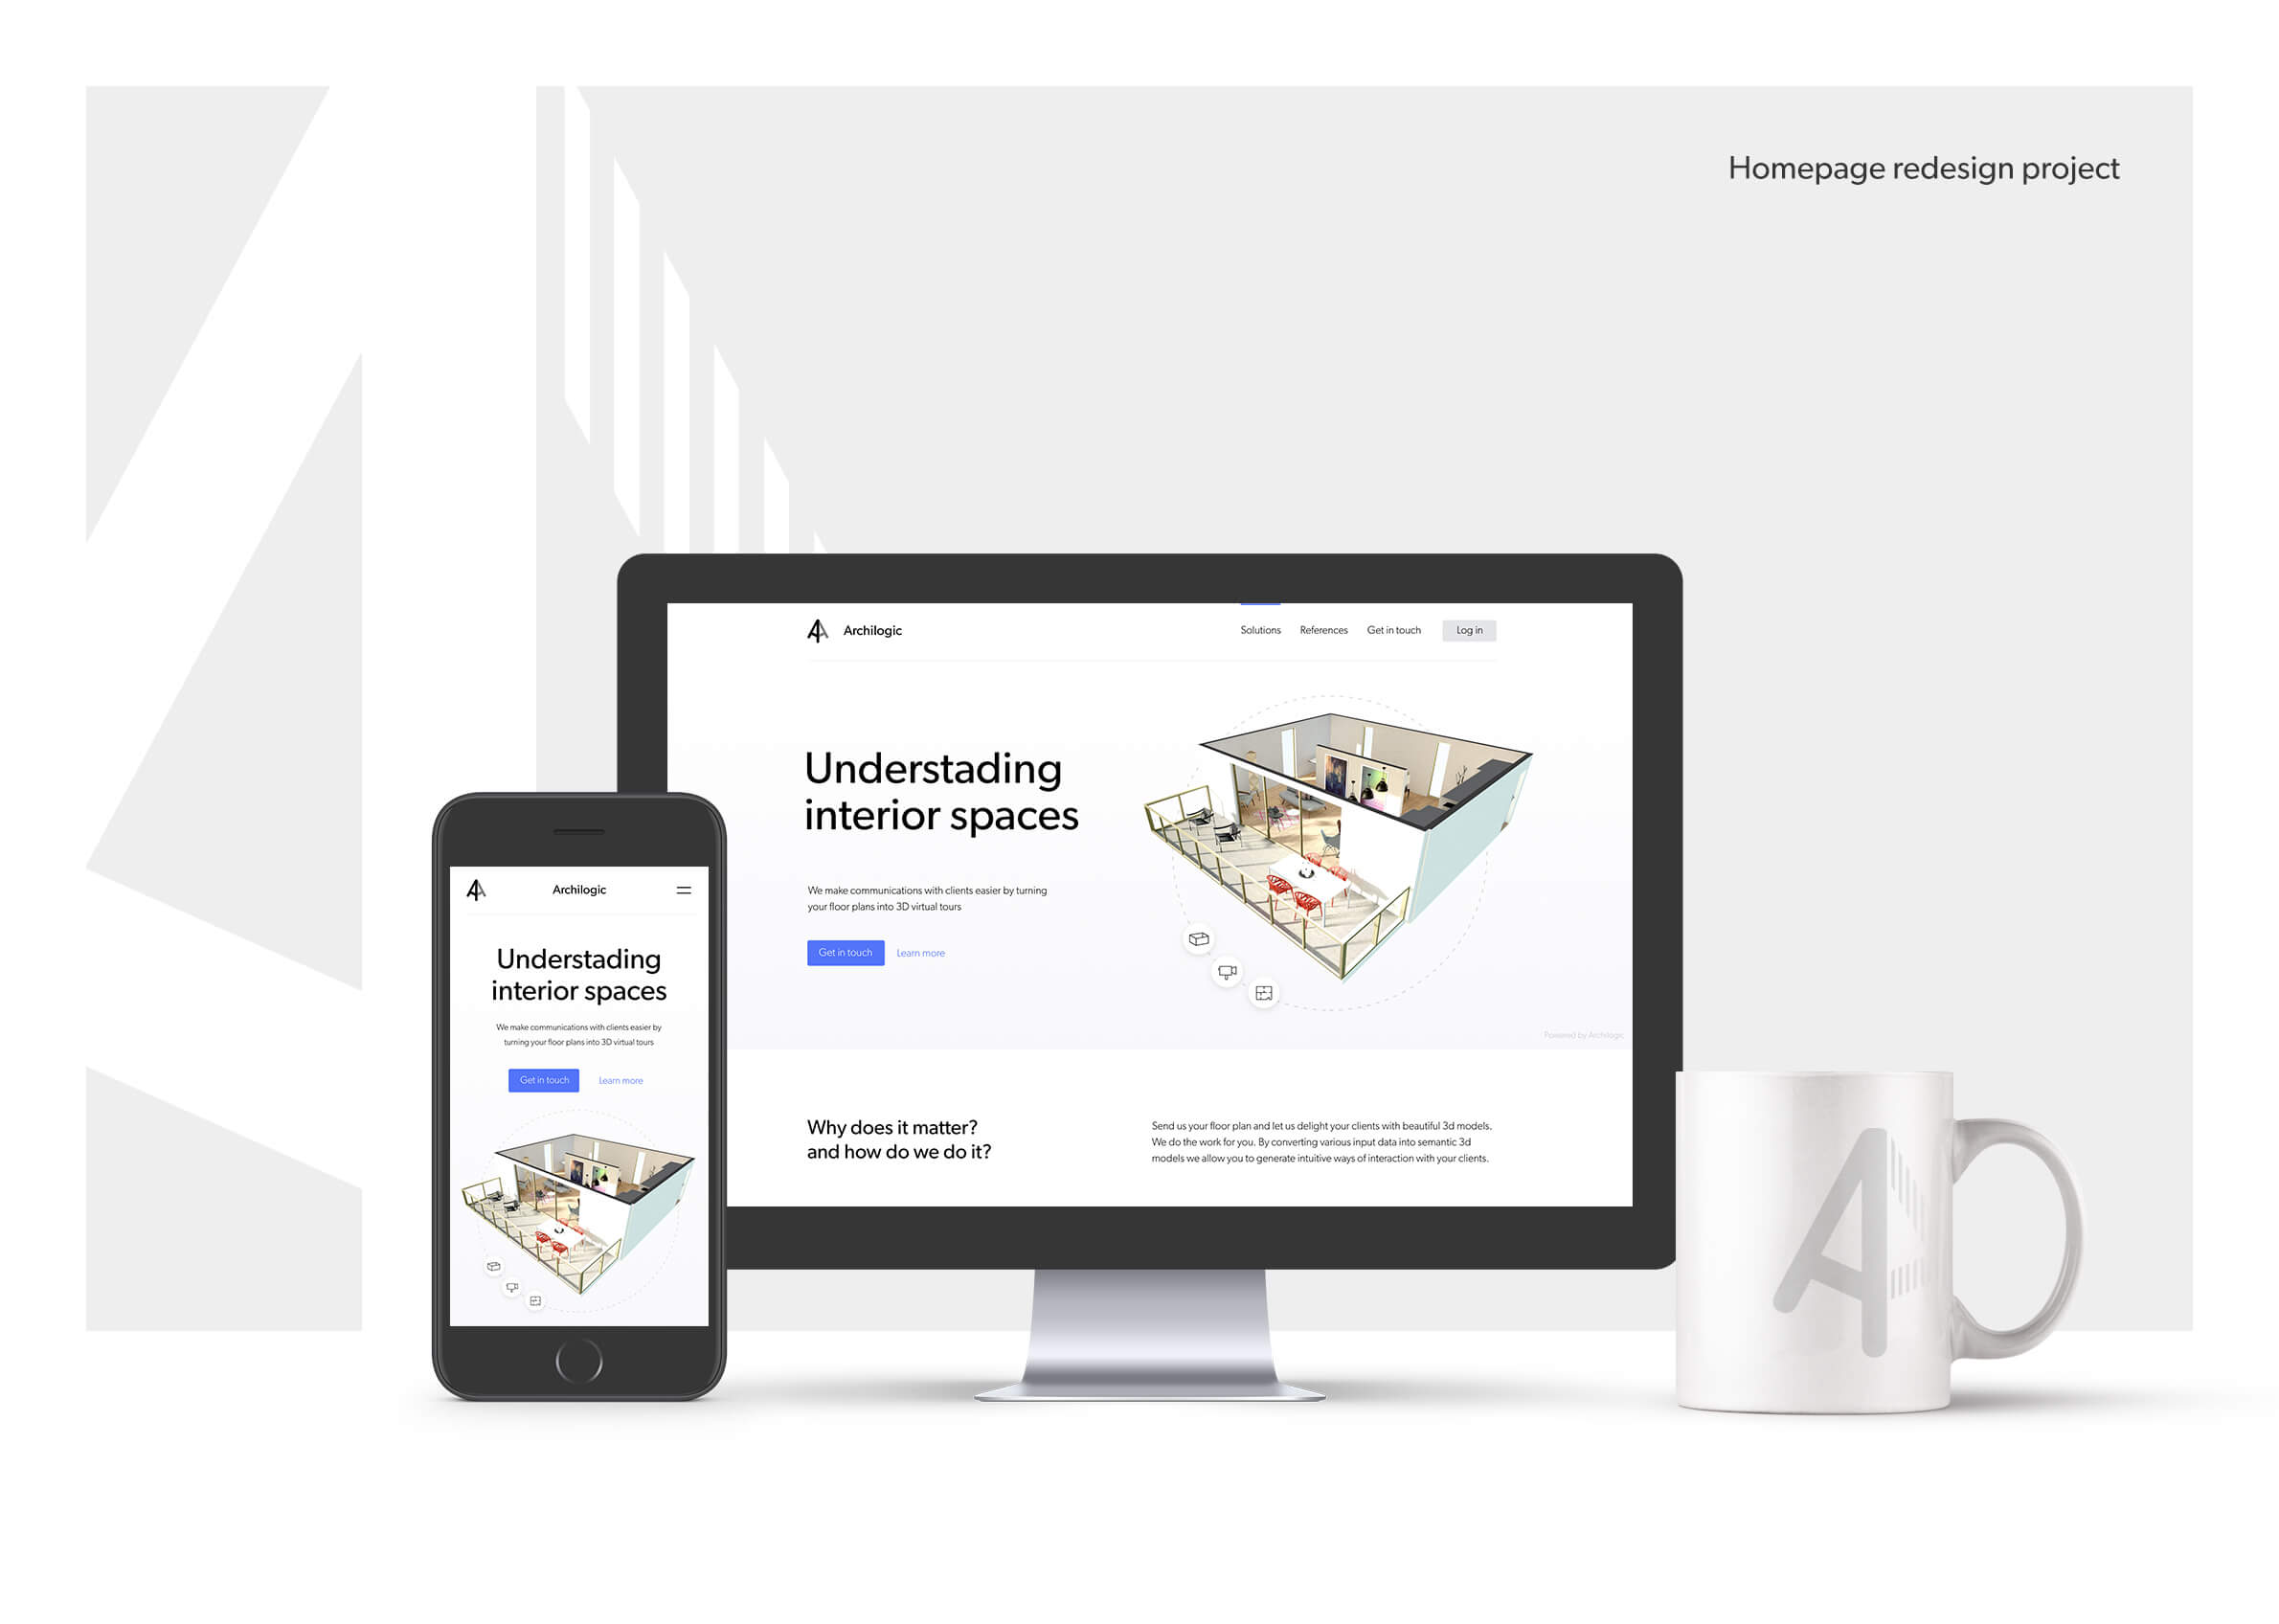 Homepage redesign project
Archilogic
Solutions
References
Get in touch
Log in
Understading
interior spaces
We make communications with clients easier by turning
your floor plans into 3D virtual tours
Get in touch
Learn more
Powered by Archilogic
Why does it matter?
and how do we do it?
Send us your floor plan and let us delight your clients with beautiful 3d models.
We do the work for you. By converting various input data into semantic 3d
models we allow you to generate intuitive ways of interaction with your clients.
Archilogic
Understading
interior spaces
We make communications with clients easier by
turning your floor plans into 3D virtual tours
Get in touch
Learn more